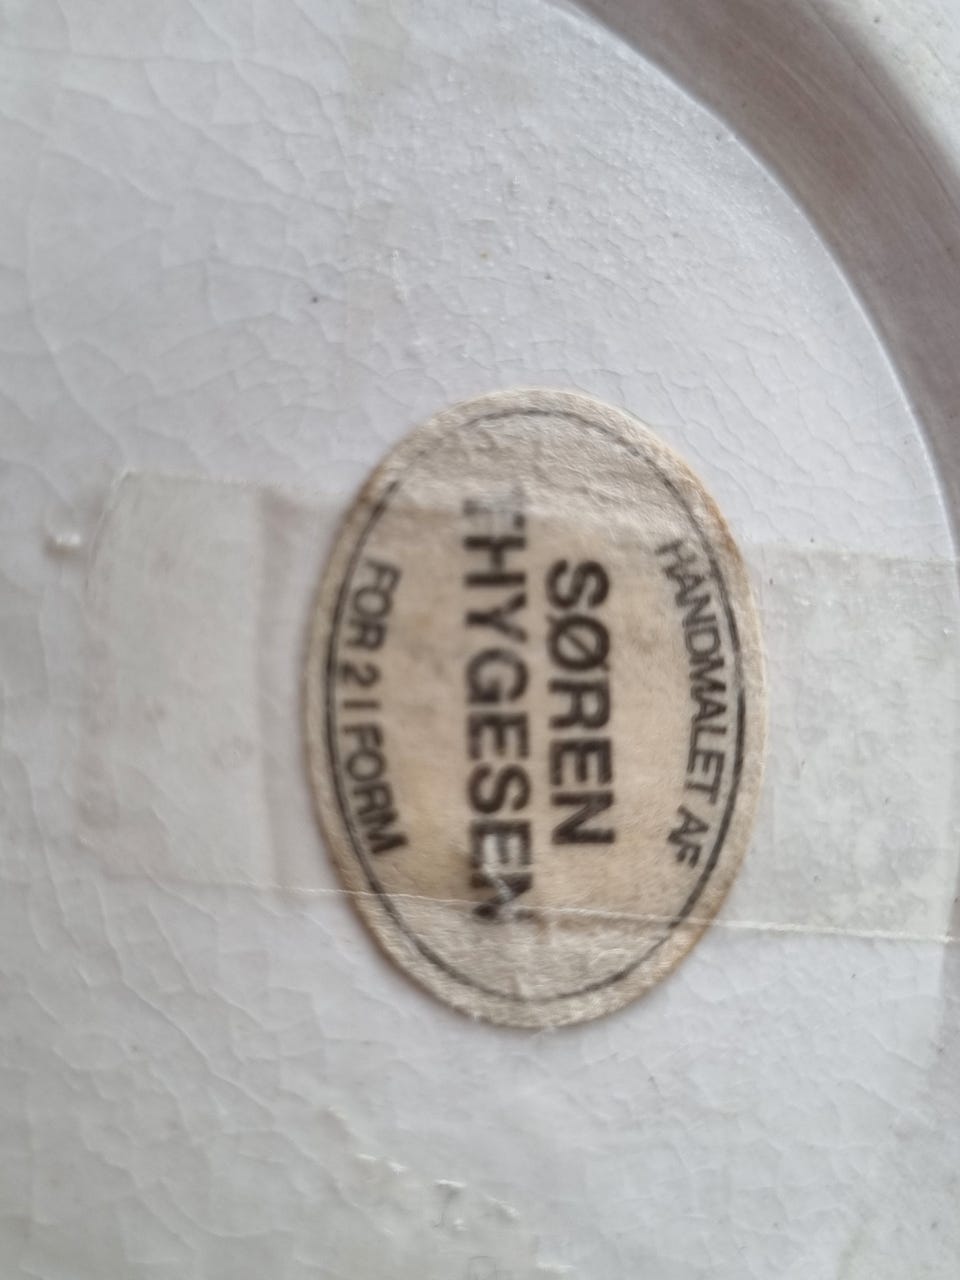 HÅNDMALET AF
SØREN
THYGESEN
FOR 2 I FORM